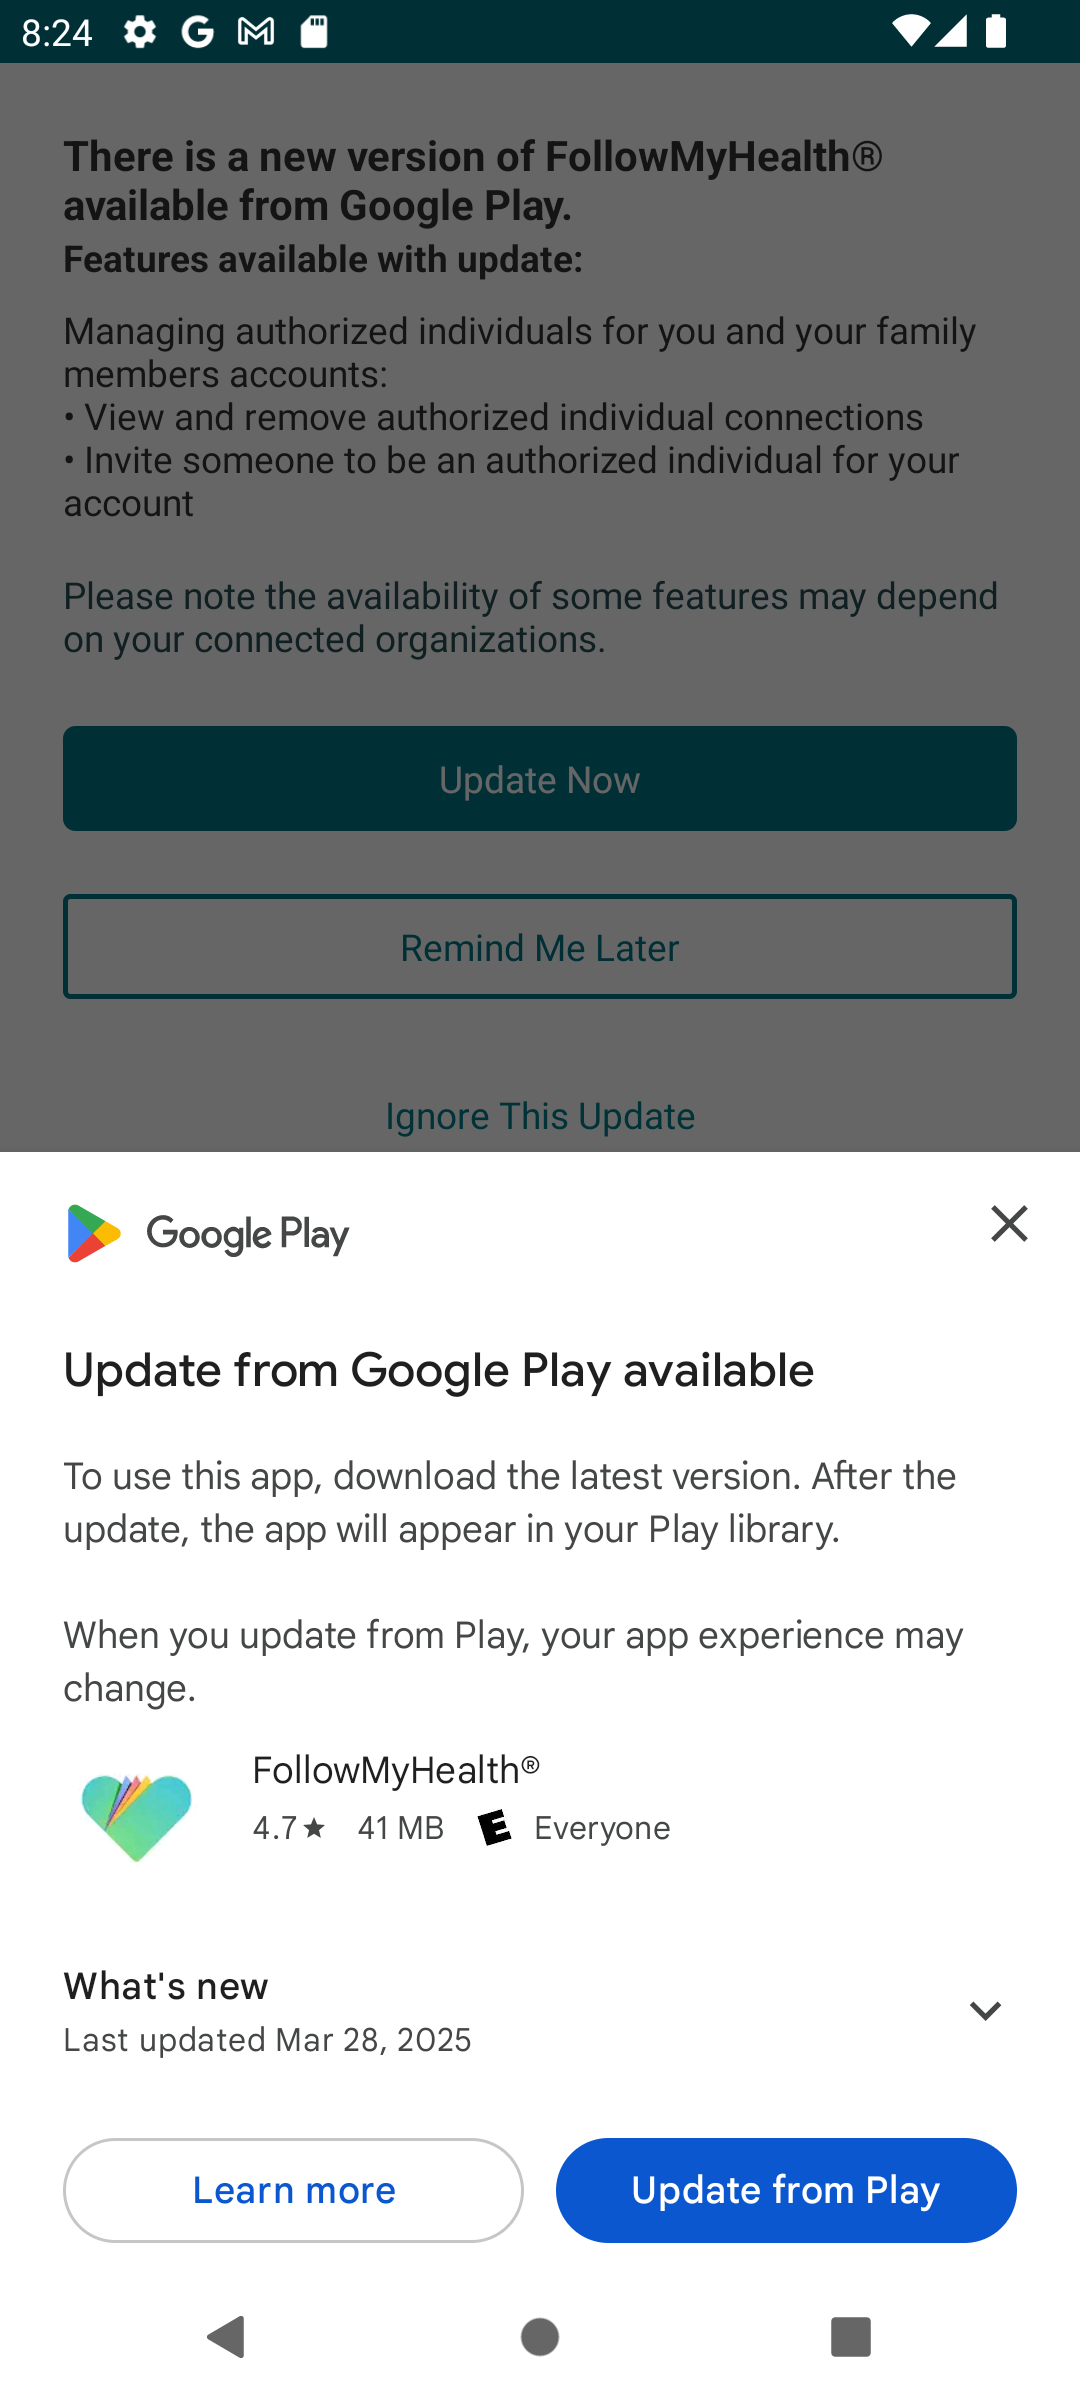 8:24
There is a new version of FollowMyHealth®
available from Google Play.
Features available with update:
Managing authorized individuals for you and your family
members accounts:
• View and remove authorized individual connections
• Invite someone to be an authorized individual for your
account
Please note the availability of some features may depend
on your connected organizations.
Update Now
Remind Me Later
Ignore This Update
Google Play
Update from Google Play available
To use this app, download the latest version. After the
update, the app will appear in your Play library.
When you update from Play, your app experience may
change.
FollowMyHealth®
4.7★ 41 MB E Everyone
What's new
Last updated Mar 28, 2025
Learn more
Update from Play